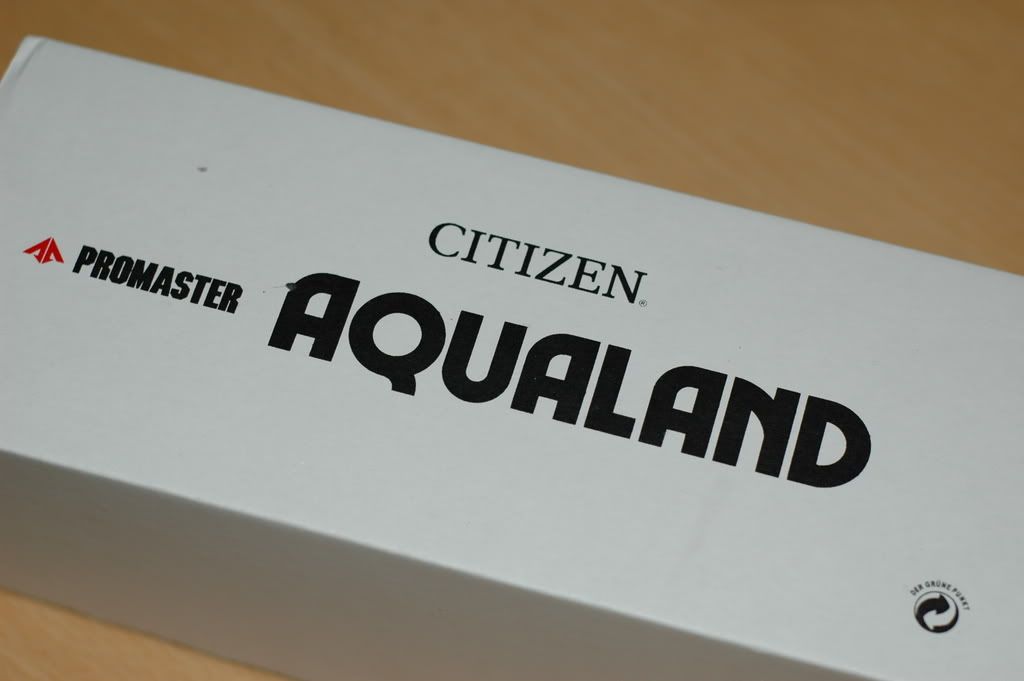 CITIZEN®
PROMASTER
AQUALAND
DER GRÜNE PUNKT